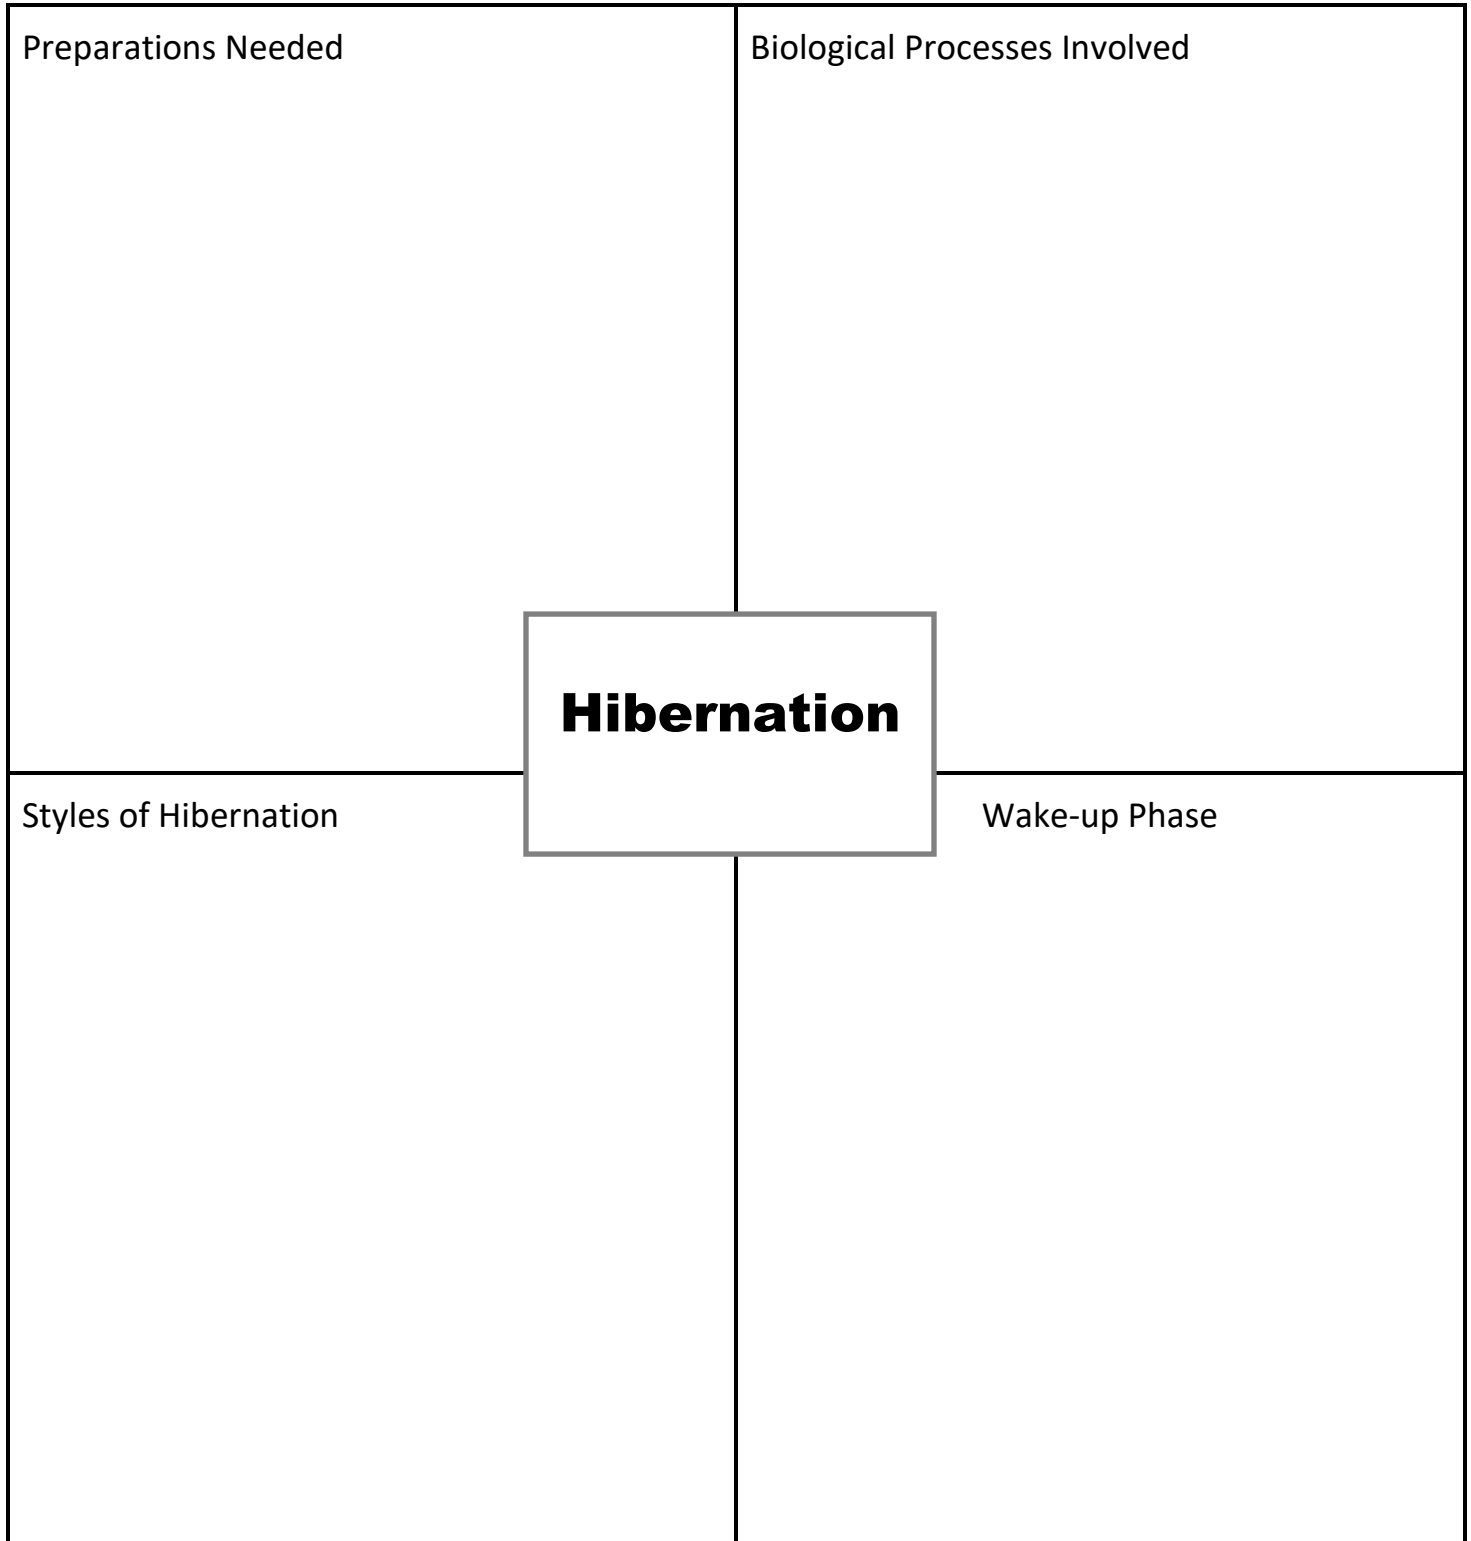 Preparations Needed
Biological Processes Involved
Hibernation
Styles of Hibernation
Wake-up Phase